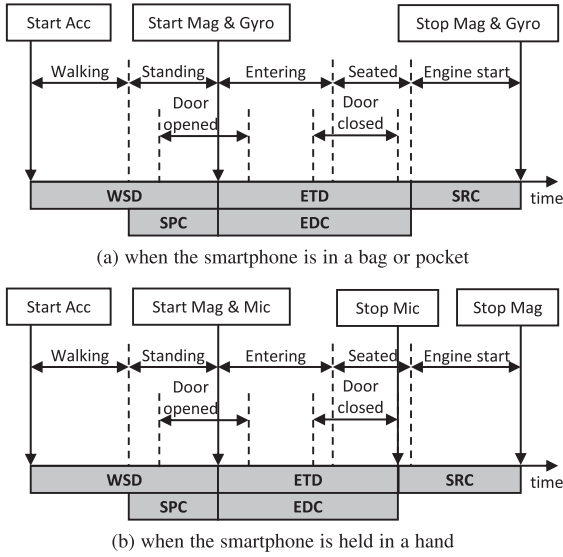 Start Acc
Start Mag & Gyro
Stop Mag & Gyro
Walking
Standing
Entering
Seated
Engine start
Door
opened
Door
closed
WSD
ETD
SRC
time
SPC
EDC
(a) when the smartphone is in a bag or pocket
Start Acc
Start Mag & Mic
Stop Mic
Stop Mag
Walking
Standing
Entering
Seated
Engine start
Door
opened
Door
closed
WSD
ETD
SRC
time
SPC
EDC
(b) when the smartphone is held in a hand